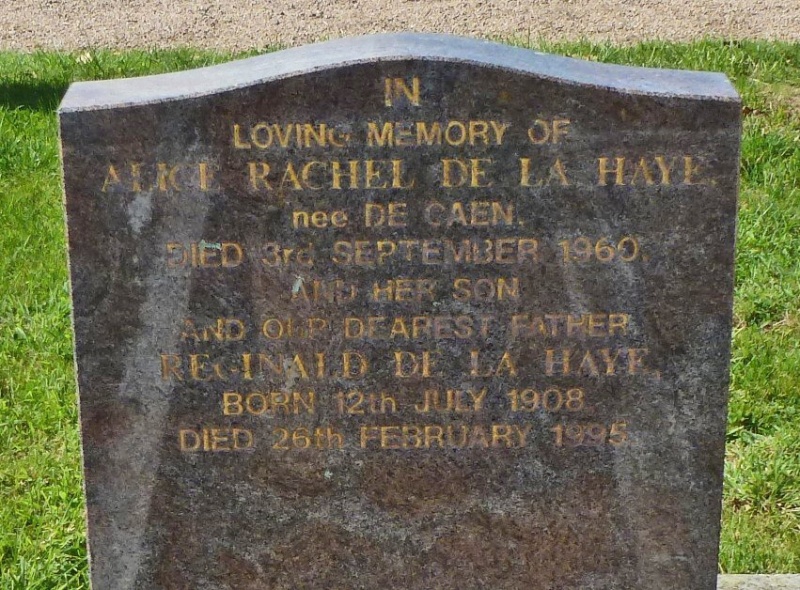 IN
LOVING MEMORY OF
ALICE RACHEL DE LA HAYE,
nee DE CAEN.
DIED 3rd SEPTEMBER 1960.
AND HER SON
AND OUR DEAREST FATHER
REGINALD DE LA HAYE,
BORN 12th JULY 1908
DIED 26th FEBRUARY 1995